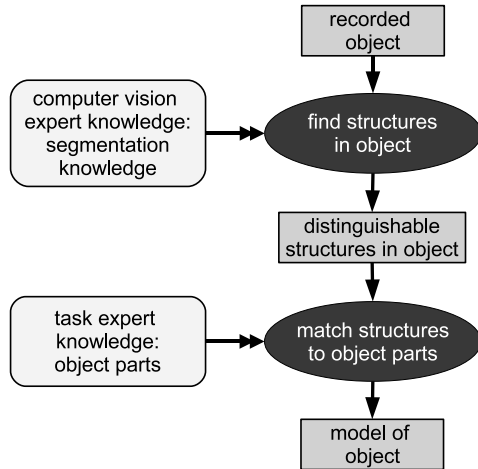 recorded
object
computer vision
expert knowledge:
segmentation
knowledge
find structures
in object
distinguishable
structures in object
task expert
knowledge:
object parts
match structures
to object parts
model of
object